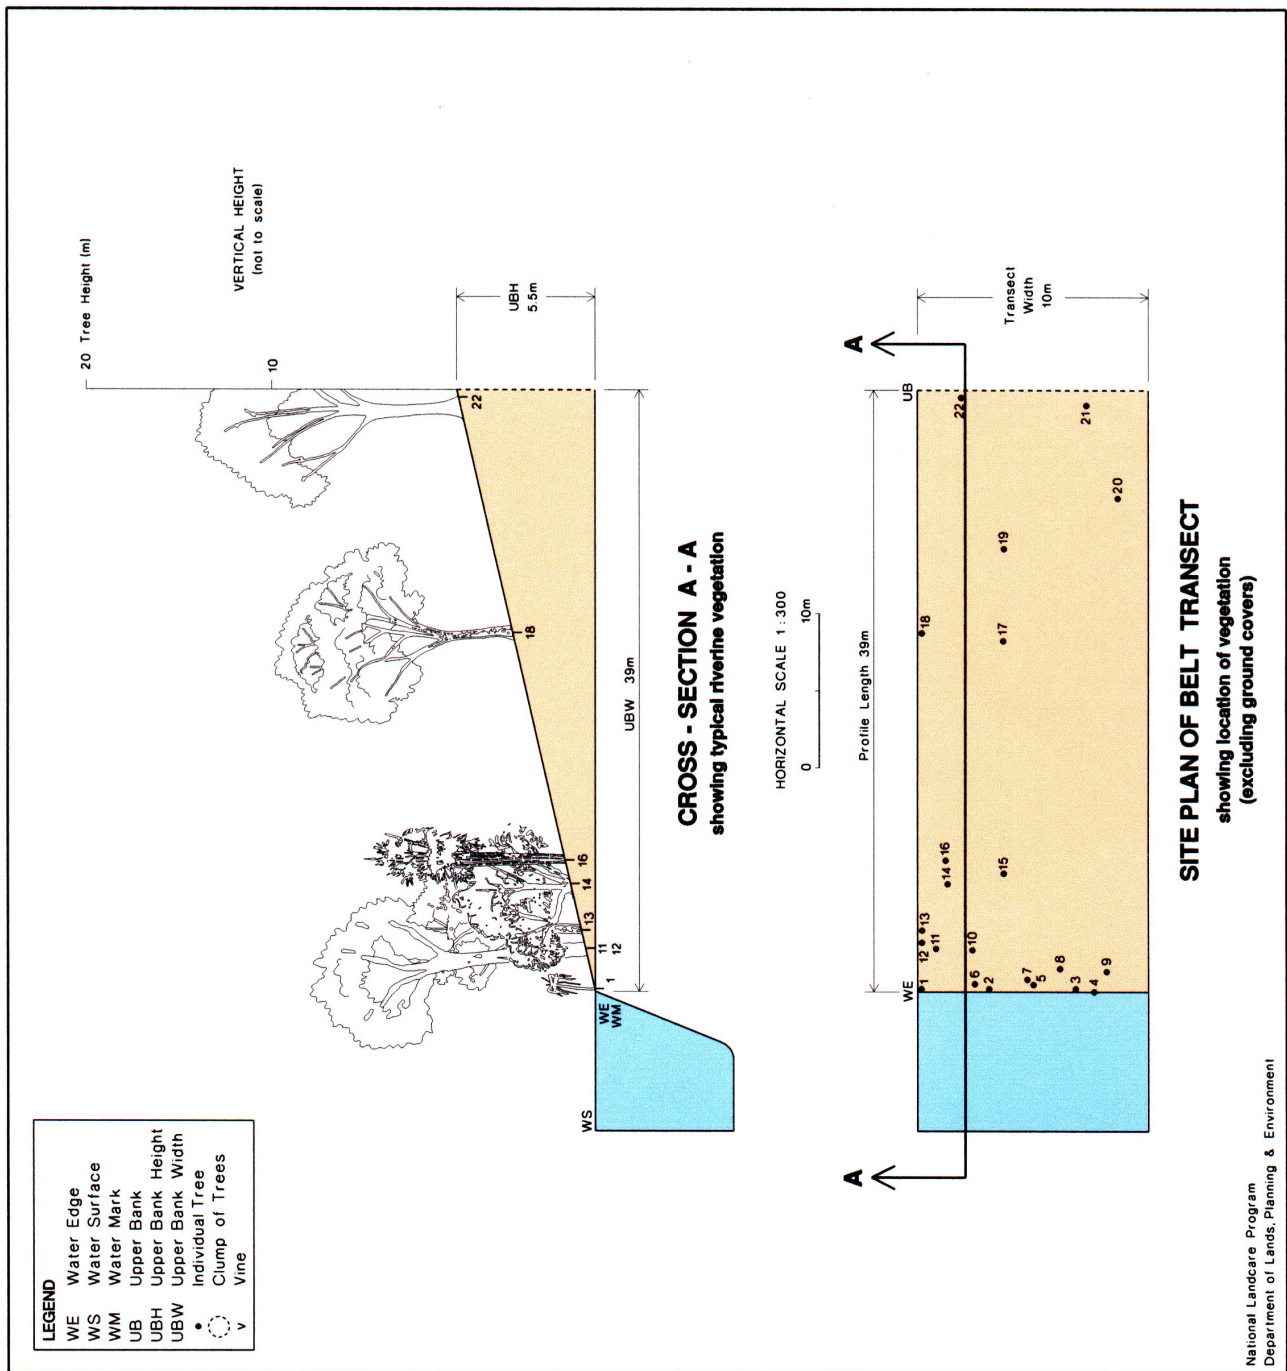 LEGEND
WE Water Edge
WS Water Surface
WM Water Mark
UB Upper Bank
UBH Upper Bank Height
UBW Upper Bank Width
• Individual Tree
Clump of Trees
v Vine
20 Tree Height (m)
10
VERTICAL HEIGHT
(not to scale)
UBH
5.5m
WS
WE
WM
1
11
12
13
14
16
18
22
UBW 39m
CROSS - SECTION A - A
showing typical riverine vegetation
HORIZONTAL SCALE 1 : 300
0
10m
A
A
Profile Length 39m
WE
UB
1
12
13
11
14
16
18
22
6
10
2
15
17
19
7
5
8
3
4
9
20
21
Transect
Width
10m
SITE PLAN OF BELT TRANSECT
showing location of vegetation
(excluding ground covers)
National Landcare Program
Department of Lands, Planning & Environment